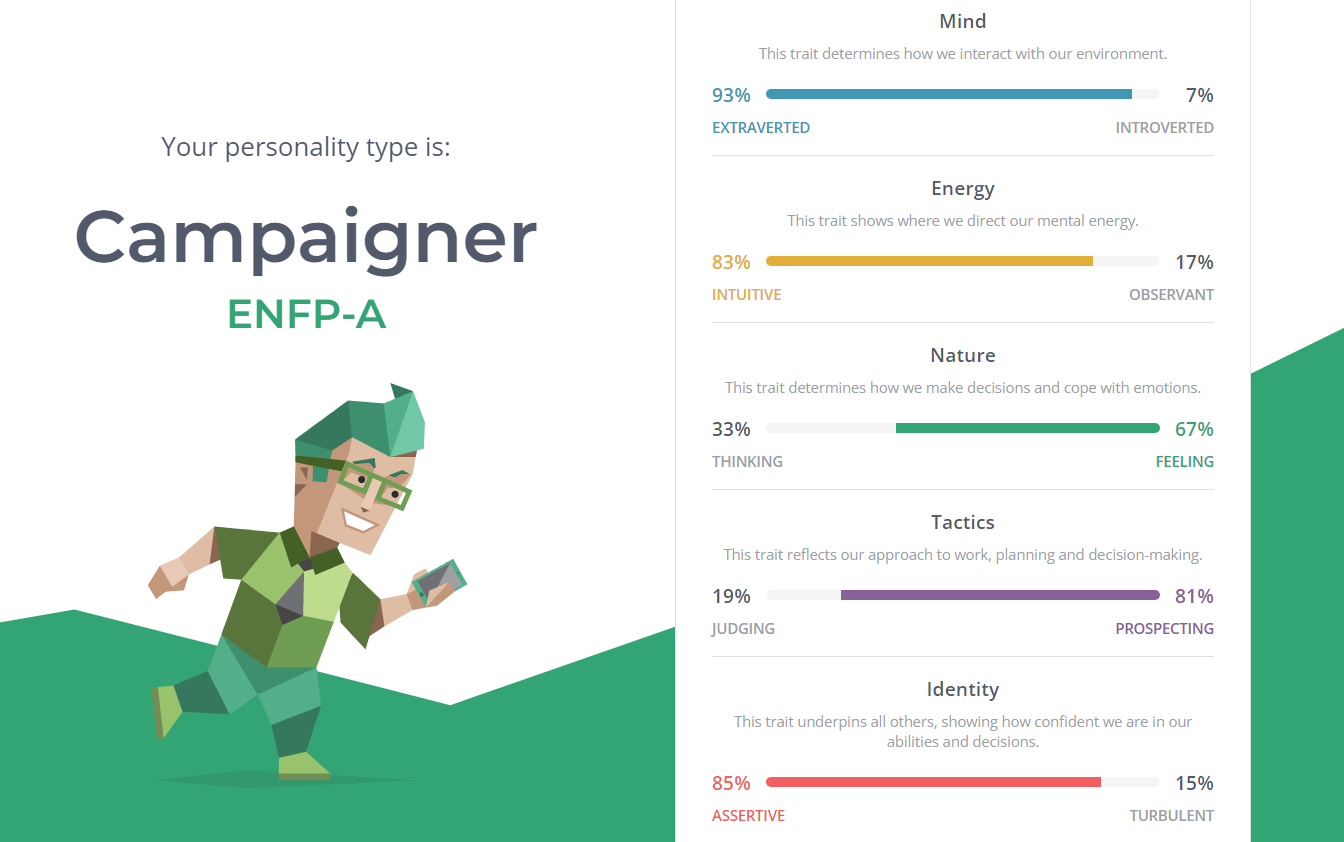 Your personality type is:
Campaigner
ENFP-A
Mind
This trait determines how we interact with our environment.
93% 7%
EXTRAVERTED INTROVERTED
Energy
This trait shows where we direct our mental energy.
83% 17%
INTUITIVE OBSERVANT
Nature
This trait determines how we make decisions and cope with emotions.
33% 67%
THINKING FEELING
Tactics
This trait reflects our approach to work, planning and decision-making.
19% 81%
JUDGING PROSPECTING
Identity
This trait underpins all others, showing how confident we are in our
abilities and decisions.
85% 15%
ASSERTIVE TURBULENT